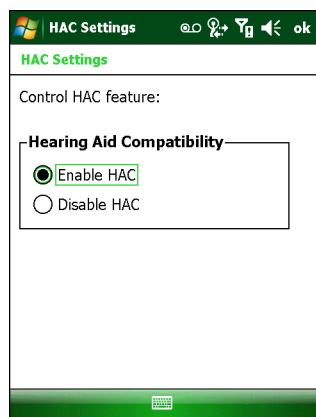 HAC Settings
ok
HAC Settings
Control HAC feature:
Hearing Aid Compatibility
Enable HAC
Disable HAC